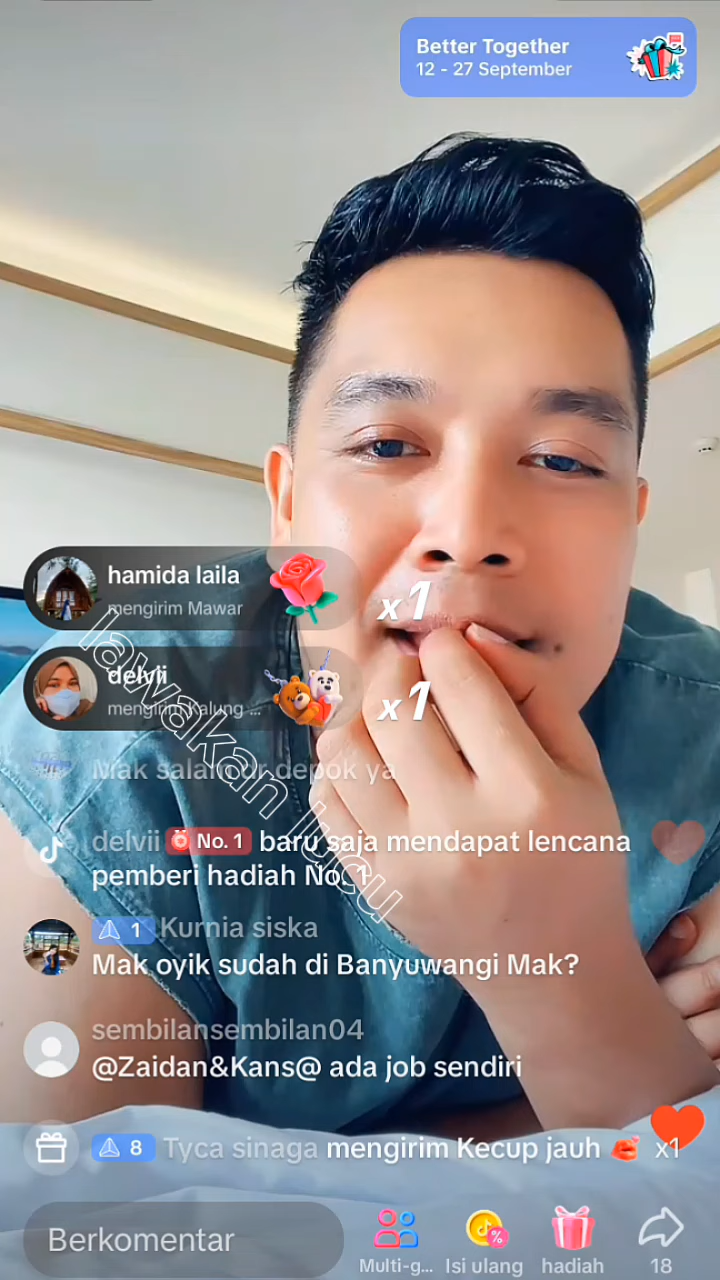 Better Together
12 - 27 September
hamida laila
mengirim Mawar
x1
delvii
mengirim Kalung ...
x1
lawakan lucu
Mak salam dr depok ya
delvii No. 1 baru saja mendapat lencana
pemberi hadiah No. 1
1 Kurnia siska
Mak oyik sudah di Banyuwangi Mak?
sembilansembilan04
@Zaidan&Kans@ ada job sendiri
8 Tyca sinaga mengirim Kecup jauh x1
Berkomentar
Multi-g...
Isi ulang
hadiah
18